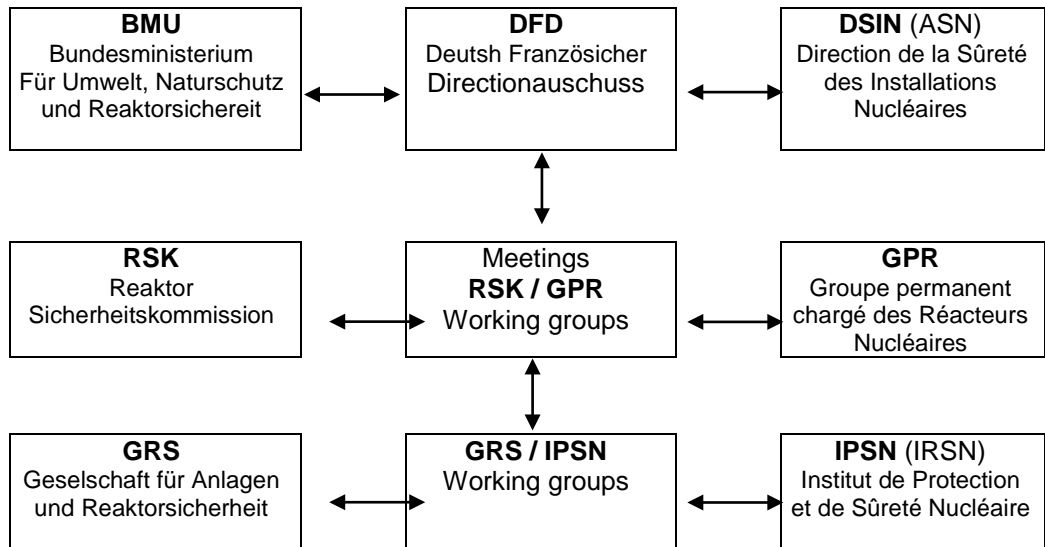 BMU
Bundesministerium
Für Umwelt, Naturschutz
und Reaktorsichereit
DFD
Deutsh Französicher
Directionauschuss
DSIN (ASN)
Direction de la Sûreté
des Installations
Nucléaires
RSK
Reaktor
Sicherheitskommission
Meetings
RSK / GPR
Working groups
GPR
Groupe permanent
chargé des Réacteurs
Nucléaires
GRS
Geselschaft für Anlagen
und Reaktorsicherheit
GRS / IPSN
Working groups
IPSN (IRSN)
Institut de Protection
et de Sûreté Nucléaire